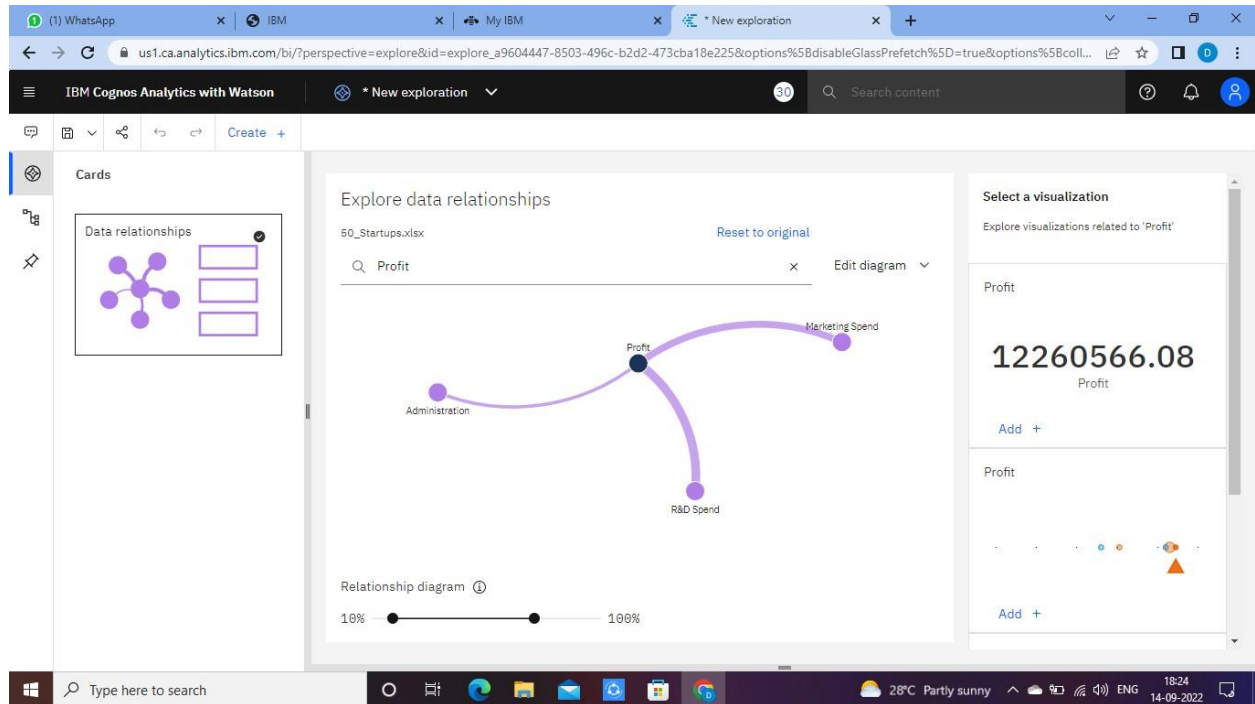 (1) WhatsApp
IBM
My IBM
* New exploration
us1.ca.analytics.ibm.com/bi/?perspective=explore&id=explore_a9604447-8503-496c-b2d2-473cba18e225&options%5BdisableGlassPrefetch%5D=true&options%5Bcoll...
D
IBM Cognos Analytics with Watson
* New exploration
30
Search content
Create +
Cards
Data relationships
Explore data relationships
50_Startups.xlsx
Reset to original
Profit
Edit diagram
Marketing Spend
Profit
Administration
R&D Spend
Relationship diagram
10%
100%
Select a visualization
Explore visualizations related to 'Profit'
Profit
12260566.08
Profit
Add +
Profit
Add +
Type here to search
28°C Partly sunny
ENG
18:24
14-09-2022